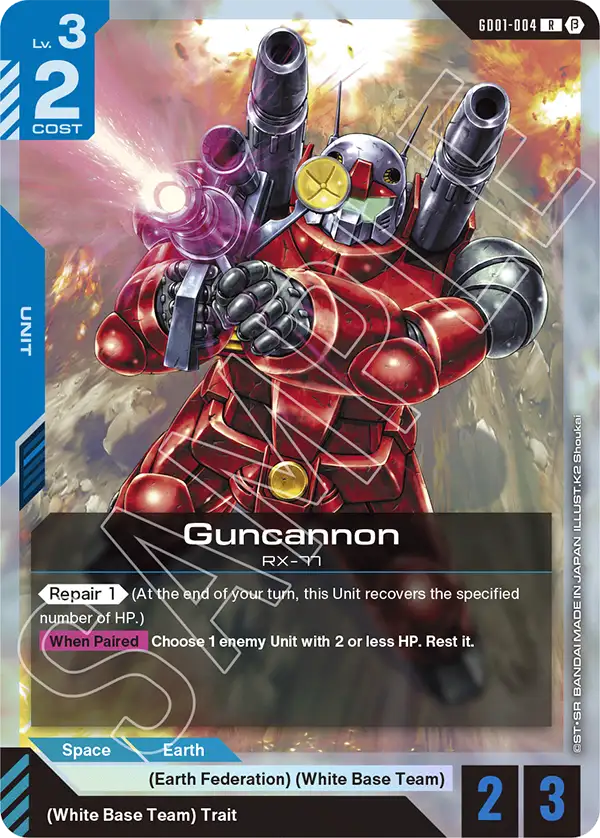 GD01-004 R β
Lv. 3
2
COST
UNIT
SAMPLE
Guncannon
RX-77
Repair 1 (At the end of your turn, this Unit recovers the specified
number of HP.)
When Paired Choose 1 enemy Unit with 2 or less HP. Rest it.
©ST・SR BANDAI MADE IN JAPAN ILLUST.K2 Shoukai
Space Earth
(Earth Federation) (White Base Team)
(White Base Team) Trait
2 3